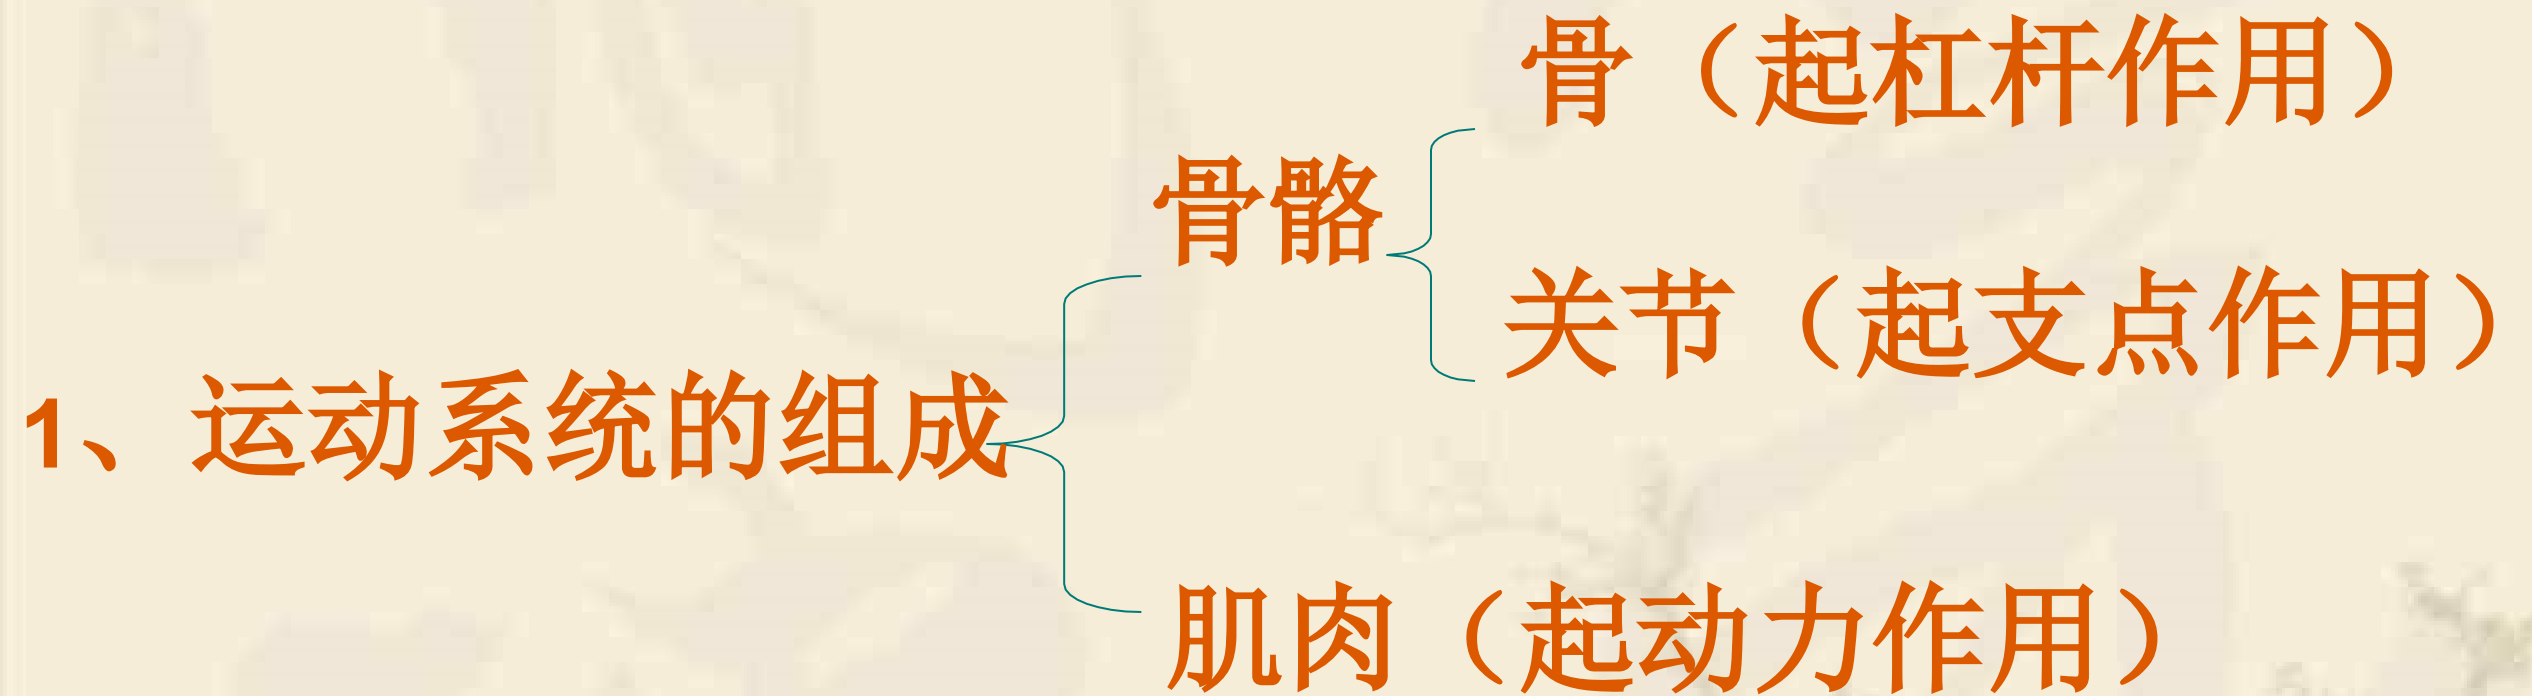 骨（起杠杆作用）
骨骼
关节（起支点作用）
1、运动系统的组成
肌肉（起动力作用）